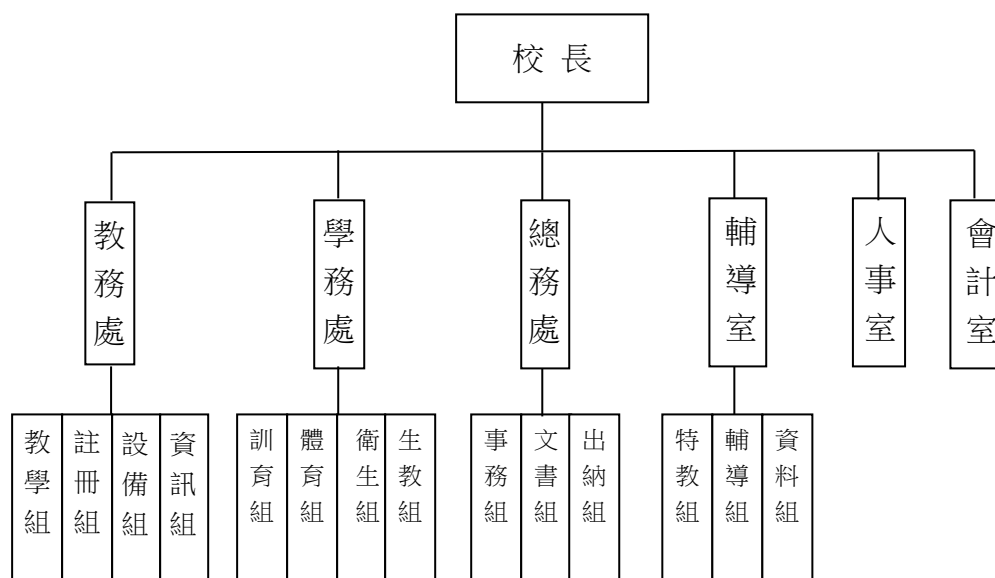 校 長
教務處
學務處
總務處
輔導室
人事室
會計室
教學組
註冊組
設備組
資訊組
訓育組
體育組
衛生組
生教組
事務組
文書組
出納組
特教組
輔導組
資料組